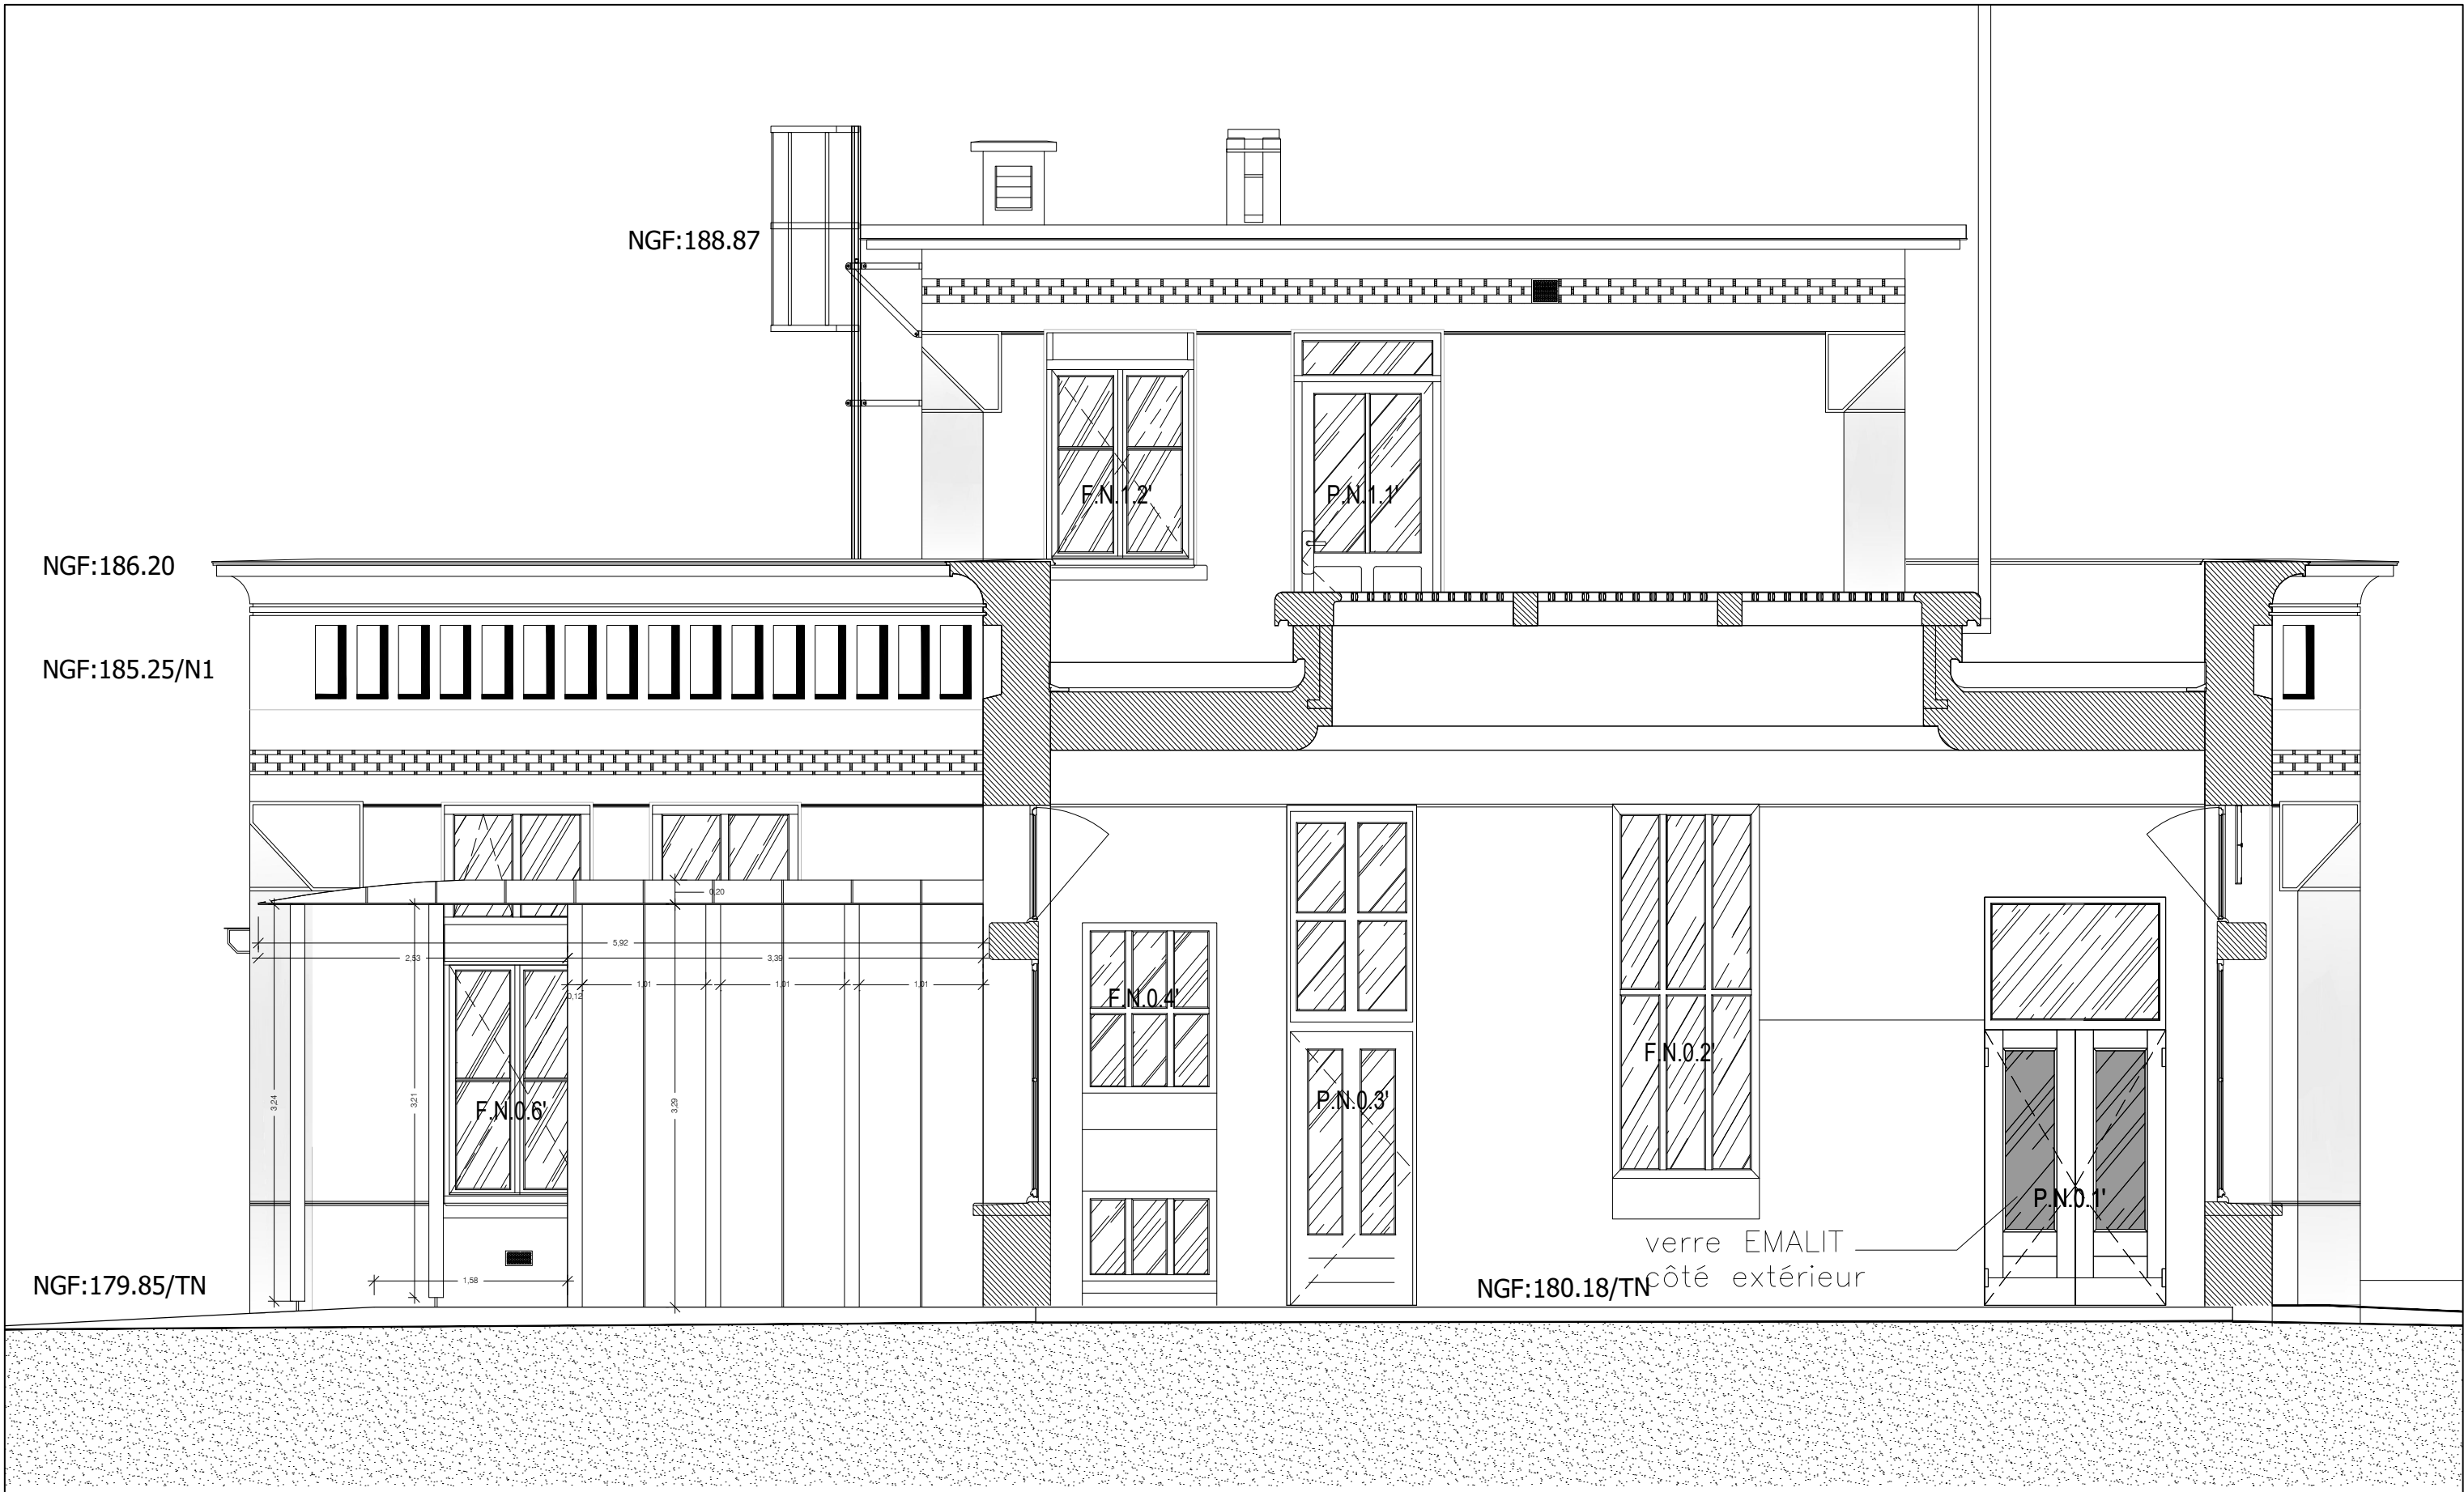 NGF:188.87
F.N.1.2'
P.N.1.1'
NGF:186.20
NGF:185.25/N1
0,20
5,92
2,53
3,39
0,12
1,01
1,01
1,01
F.N.0.4'
F.N.0.2'
3,24
3,21
3,29
F.N.0.6'
P.N.0.3'
P.N.0.1'
verre EMALIT
côté extérieur
1,58
NGF:179.85/TN
NGF:180.18/TN